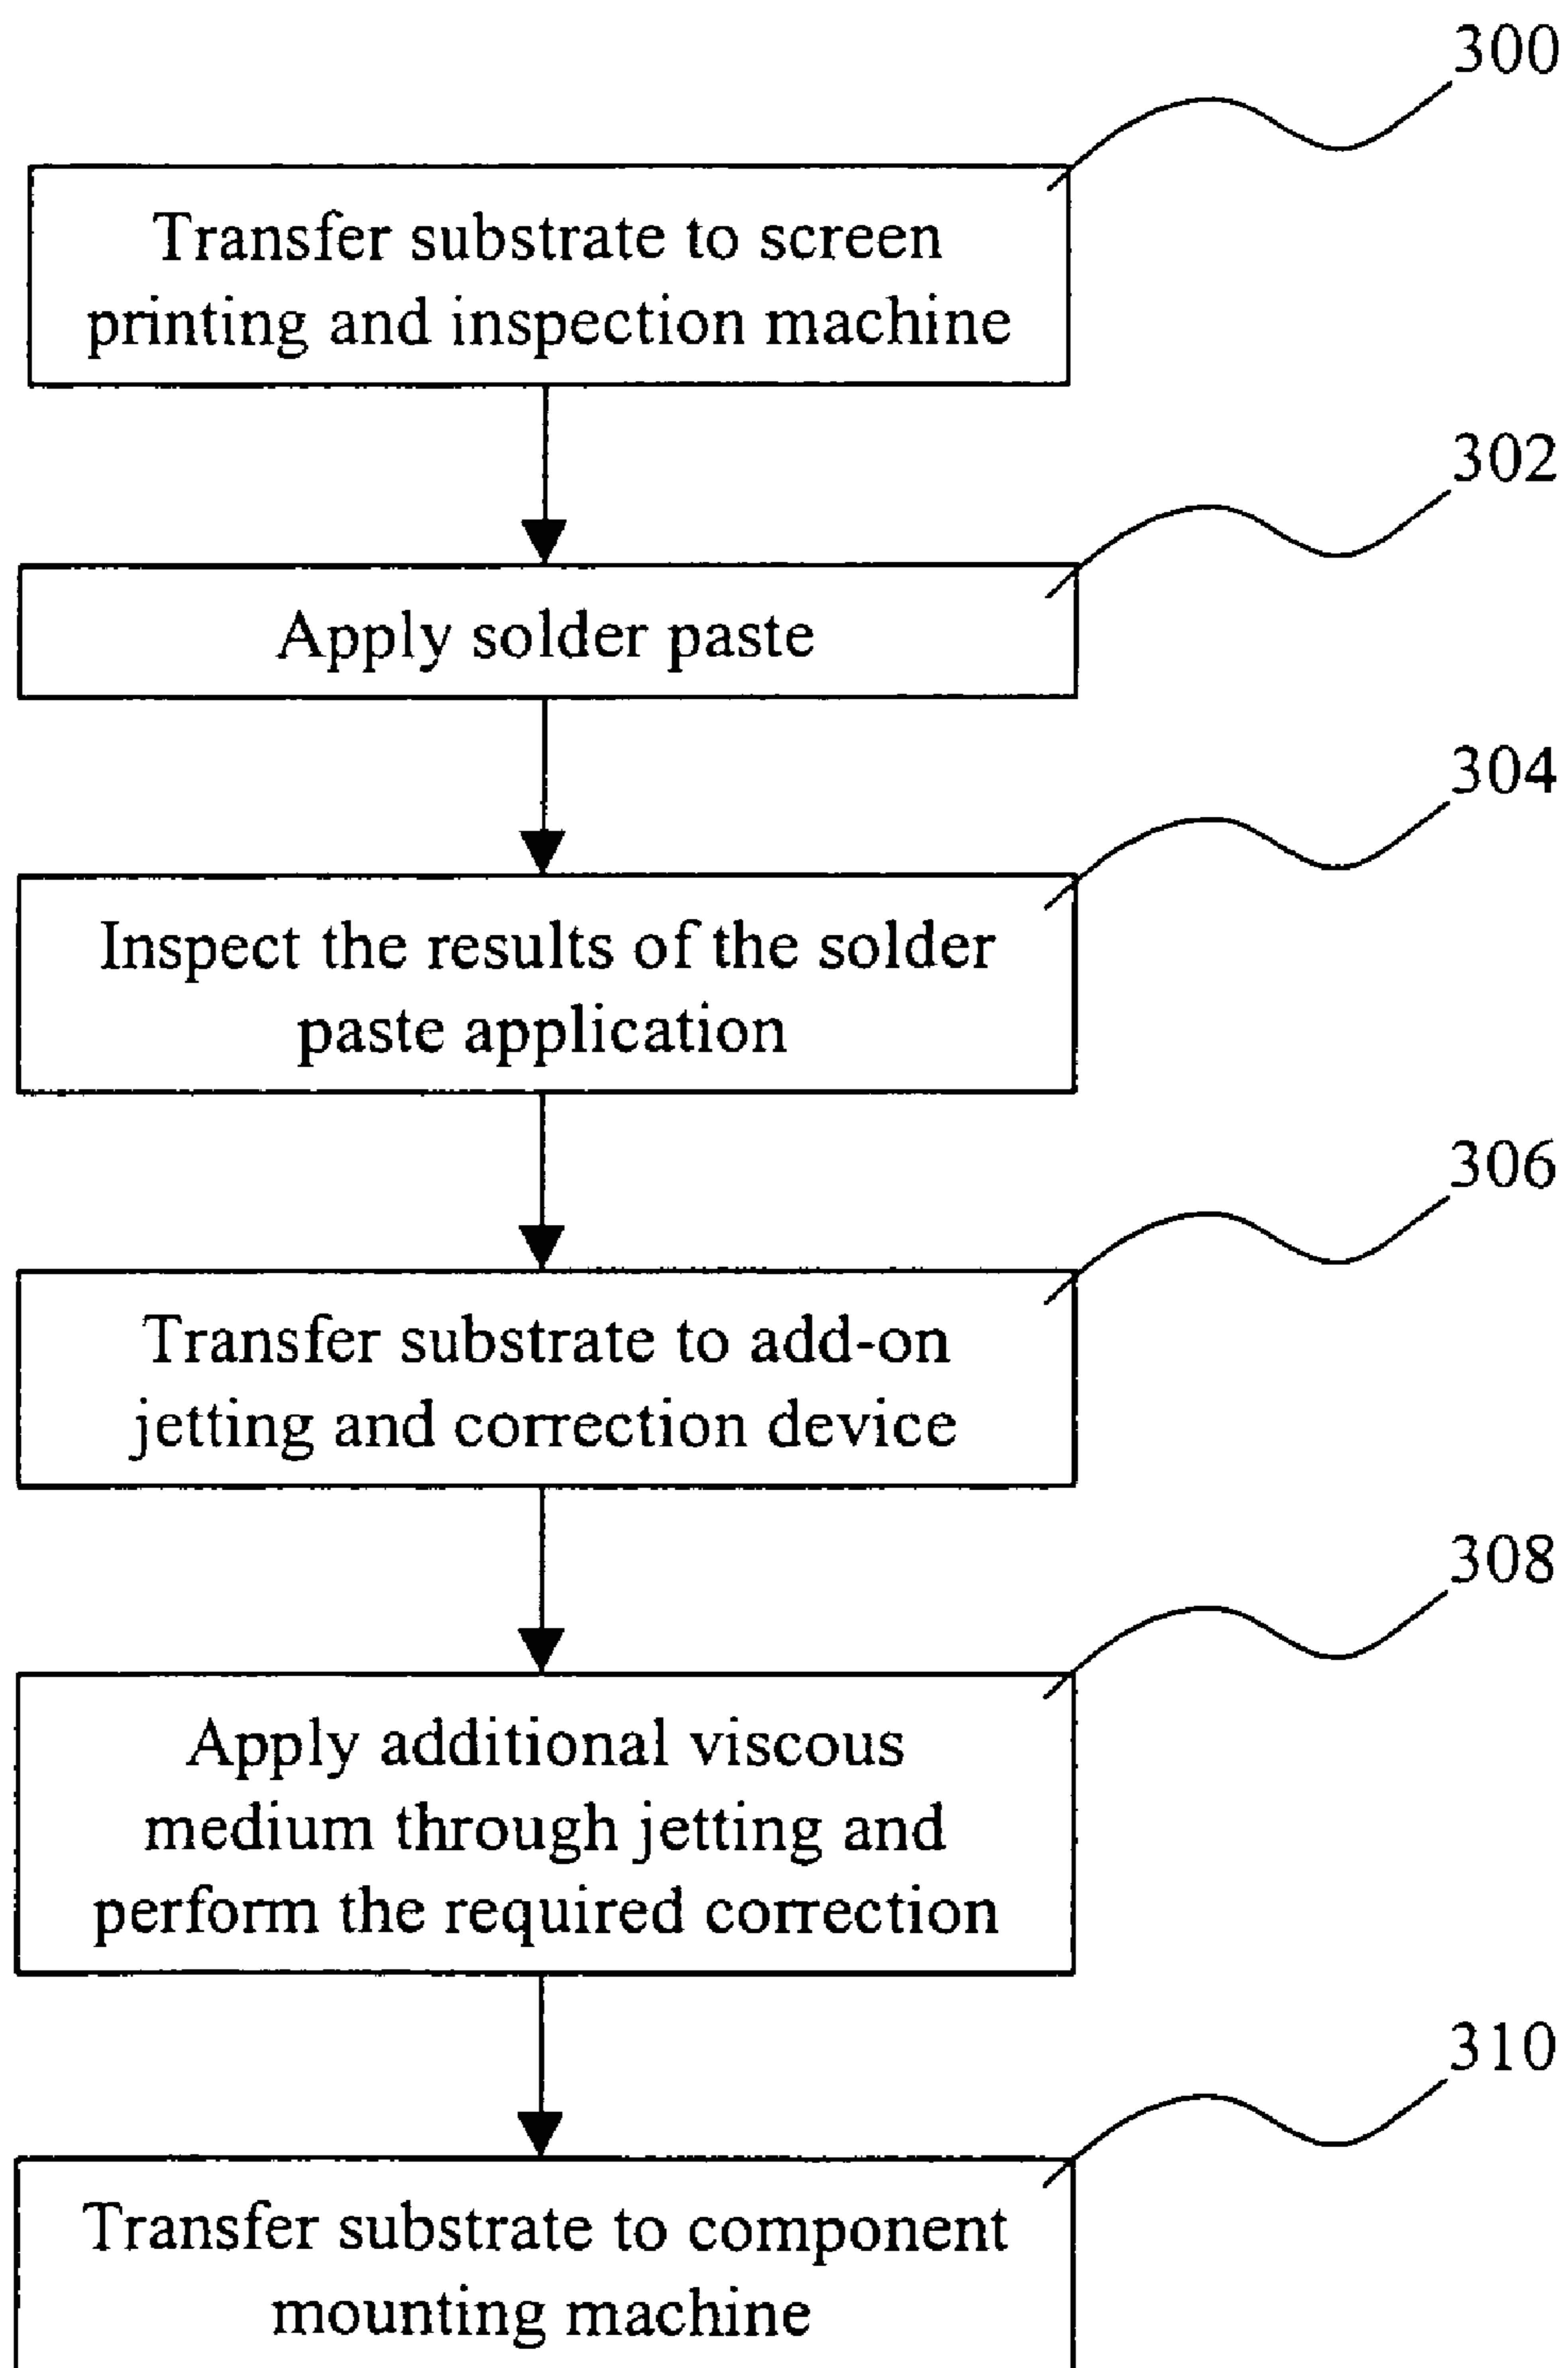 300
Transfer substrate to screen
printing and inspection machine
302
Apply solder paste
304
Inspect the results of the solder
paste application
306
Transfer substrate to add-on
jetting and correction device
308
Apply additional viscous
medium through jetting and
perform the required correction
310
Transfer substrate to component
mounting machine